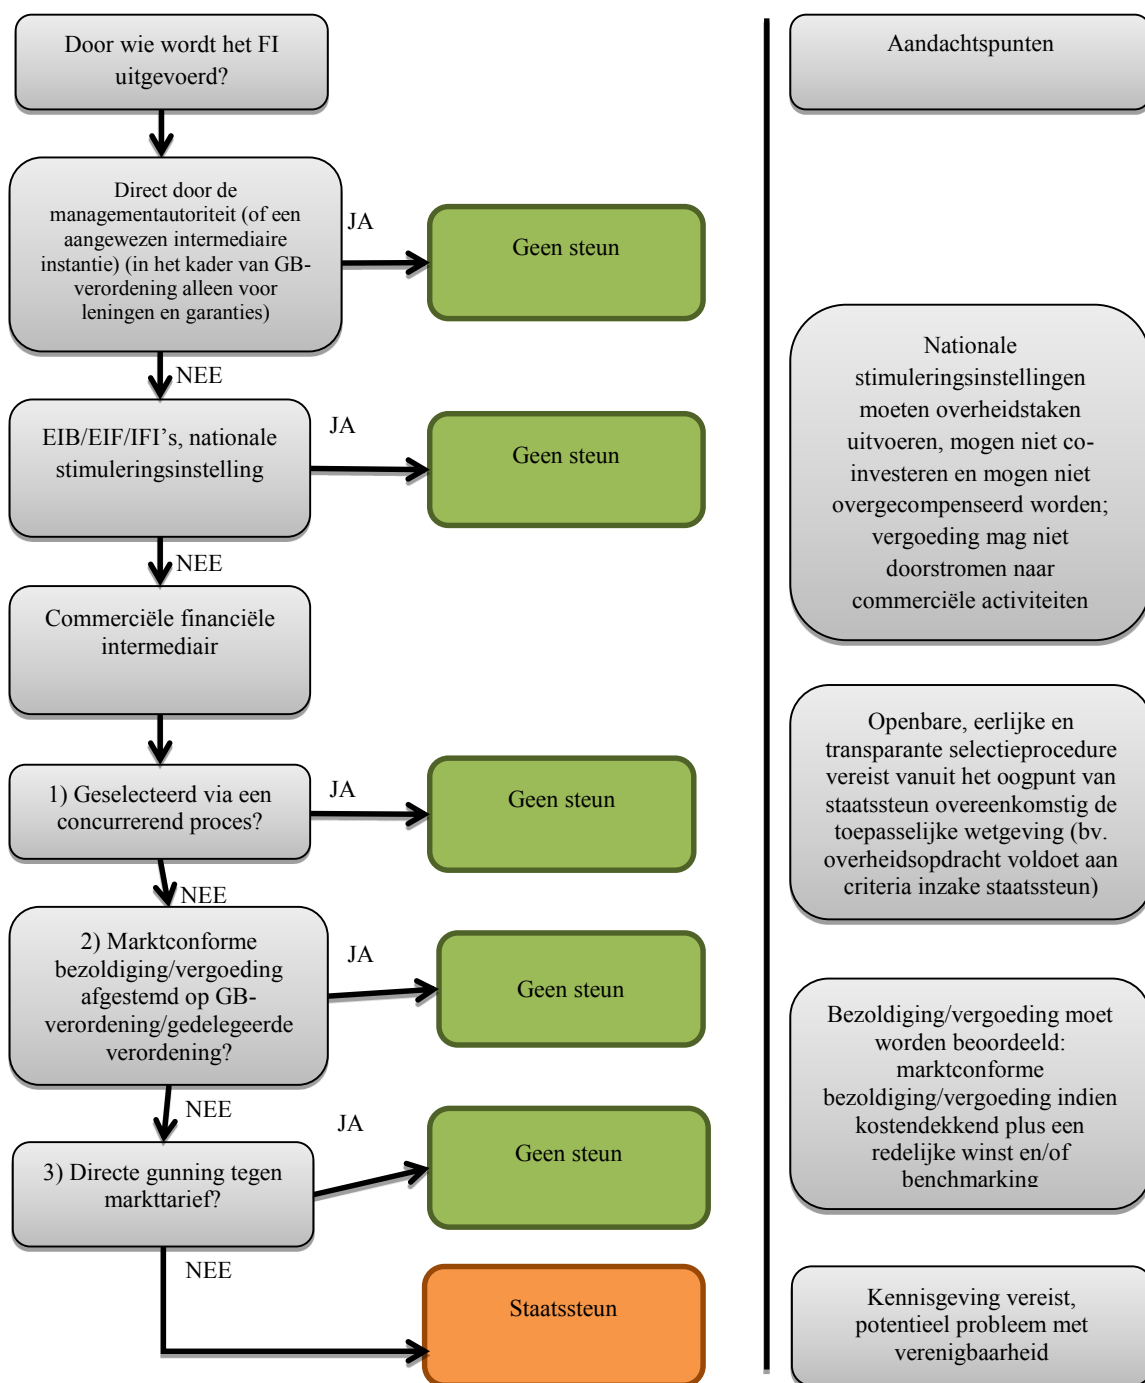 Door wie wordt het FI
uitgevoerd?
Aandachtspunten
Direct door de
managementautoriteit (of een
aangewezen intermediaire
instantie) (in het kader van GB-
verordening alleen voor
leningen en garanties)
JA
Geen steun
NEE
EIB/EIF/IFI's, nationale
stimuleringsinstelling
JA
Geen steun
Nationale
stimuleringsinstellingen
moeten overheidstaken
uitvoeren, mogen niet co-
investeren en mogen niet
overgecompenseerd worden;
vergoeding mag niet
doorstromen naar
commerciële activiteiten
NEE
Commerciële financiële
intermediair
1) Geselecteerd via een
concurrerend proces?
JA
Geen steun
Openbare, eerlijke en
transparante selectieprocedure
vereist vanuit het oogpunt van
staatssteun overeenkomstig de
toepasselijke wetgeving (bv.
overheidsopdracht voldoet aan
criteria inzake staatssteun)
NEE
2) Marktconforme
bezoldiging/vergoeding
afgestemd op GB-
verordening/gedelegeerde
verordening?
JA
Geen steun
Bezoldiging/vergoeding moet
worden beoordeeld:
marktconforme
bezoldiging/vergoeding indien
kostendekkend plus een
redelijke winst en/of
benchmarking
NEE
3) Directe gunning tegen
markttarief?
JA
Geen steun
NEE
Staatssteun
Kennisgeving vereist,
potentieel probleem met
verenigbaarheid